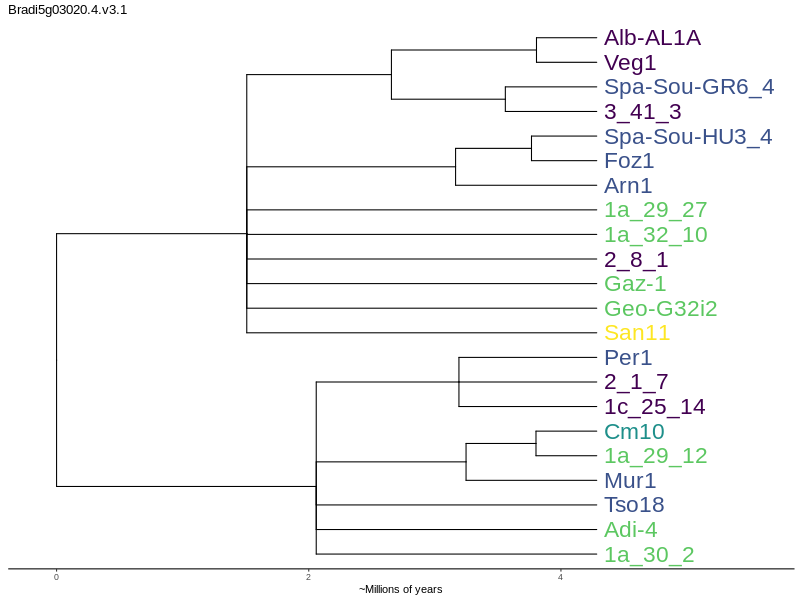 Bradi5g03020.4.v3.1
Alb-AL1A
Veg1
Spa-Sou-GR6_4
3_41_3
Spa-Sou-HU3_4
Foz1
Arn1
1a_29_27
1a_32_10
2_8_1
Gaz-1
Geo-G32i2
San11
Per1
2_1_7
1c_25_14
Cm10
1a_29_12
Mur1
Tso18
Adi-4
1a_30_2
0 2 4
~Millions of years